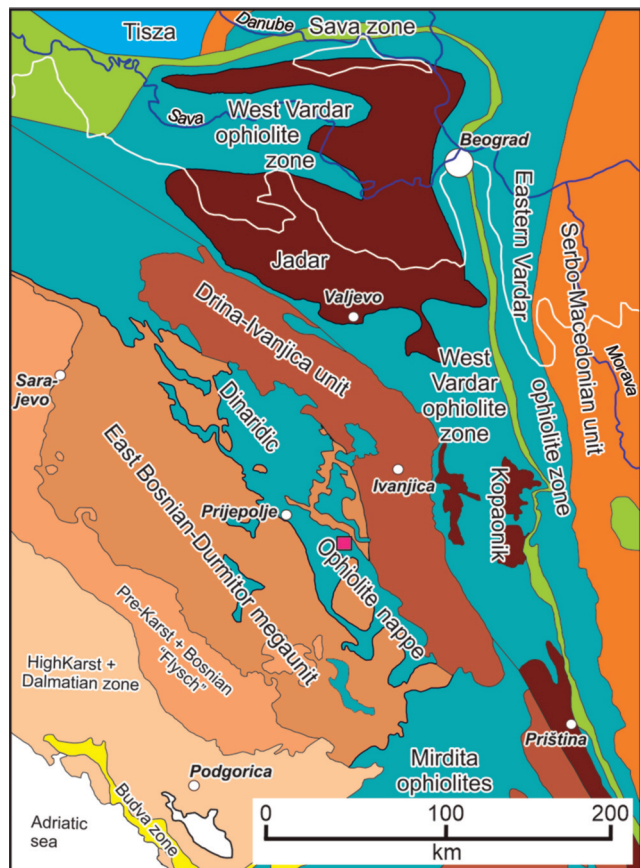 Danube
Sava zone
Tisza
Sava
West Vardar
ophiolite
zone
Beograd
Eastern Vardar
ophiolite zone
Serbo-Macedonian unit
Jadar
Valjevo
Drina-Ivanjica unit
Morava
West
Vardar
ophiolite
zone
Sara-
jevo
Dinaridic
Ophiolite nappe
East Bosnian-Durmitor megaunit
Ivanjica
Kopaonik
Prijepolje
Pre-Karst + Bosnian
"Flysch"
HighKarst +
Dalmatian zone
Priština
Mirdita
ophiolites
Podgorica
Budva zone
Adriatic
sea
0 100 200
km